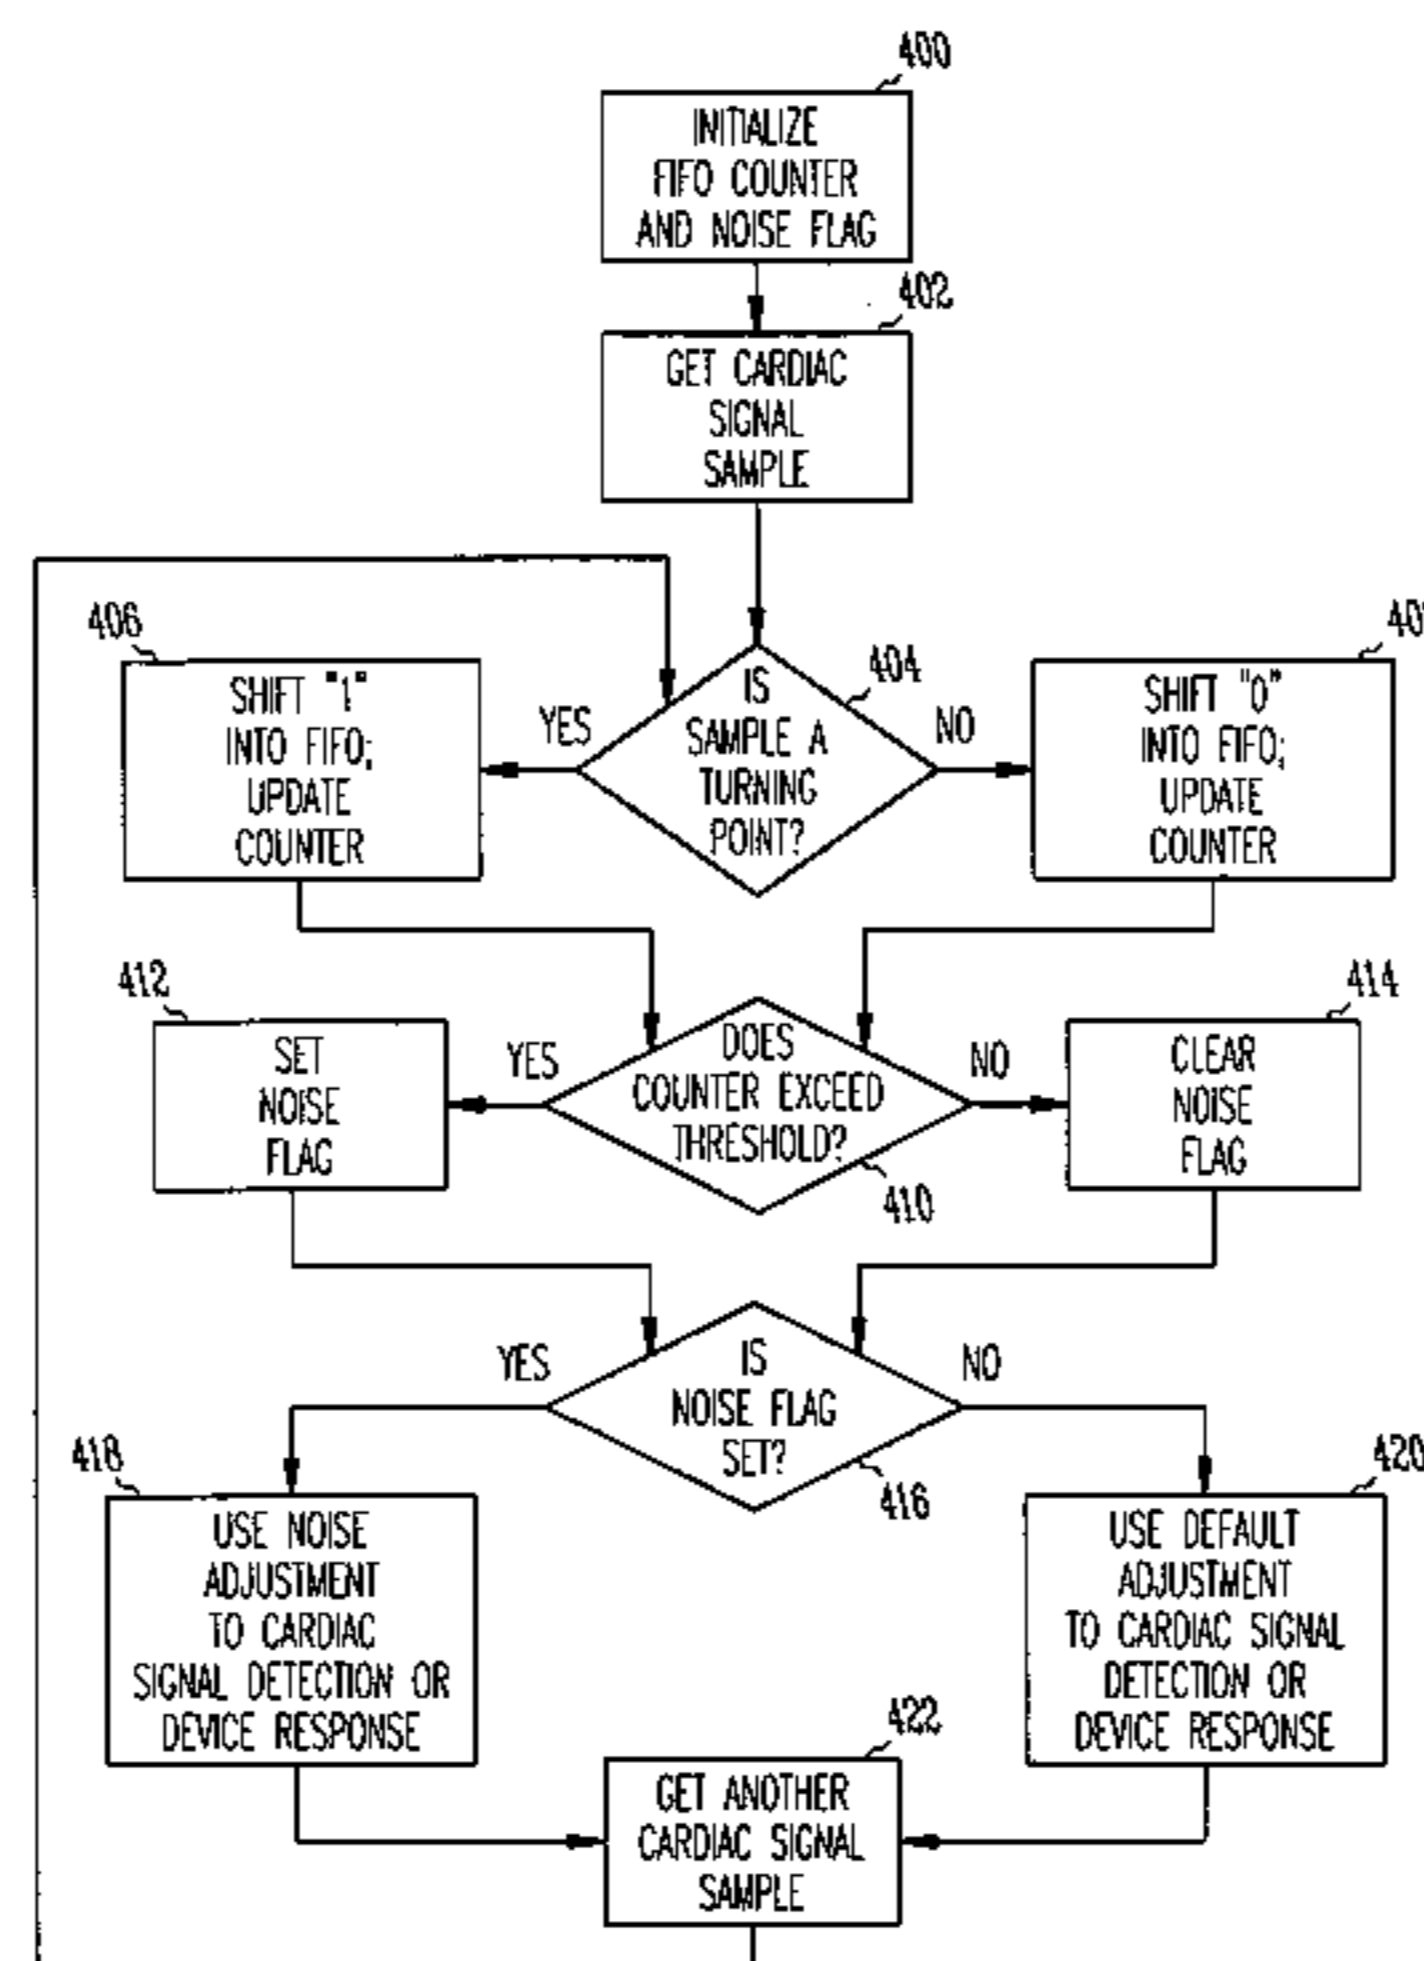 400
INITIALIZE
FIFO COUNTER
AND NOISE FLAG
402
GET CARDIAC
SIGNAL
SAMPLE
406
SHIFT "1"
INTO FIFO;
UPDATE
COUNTER
YES
IS
SAMPLE A
TURNING
POINT?
404
NO
SHIFT "0"
INTO FIFO;
UPDATE
COUNTER
412
SET
NOISE
FLAG
YES
DOES
COUNTER EXCEED
THRESHOLD?
410
NO
414
CLEAR
NOISE
FLAG
YES
IS
NOISE FLAG
SET?
416
NO
418
USE NOISE
ADJUSTMENT
TO CARDIAC
SIGNAL DETECTION OR
DEVICE RESPONSE
420
USE DEFAULT
ADJUSTMENT
TO CARDIAC SIGNAL
DETECTION OR
DEVICE RESPONSE
422
GET ANOTHER
CARDIAC SIGNAL
SAMPLE